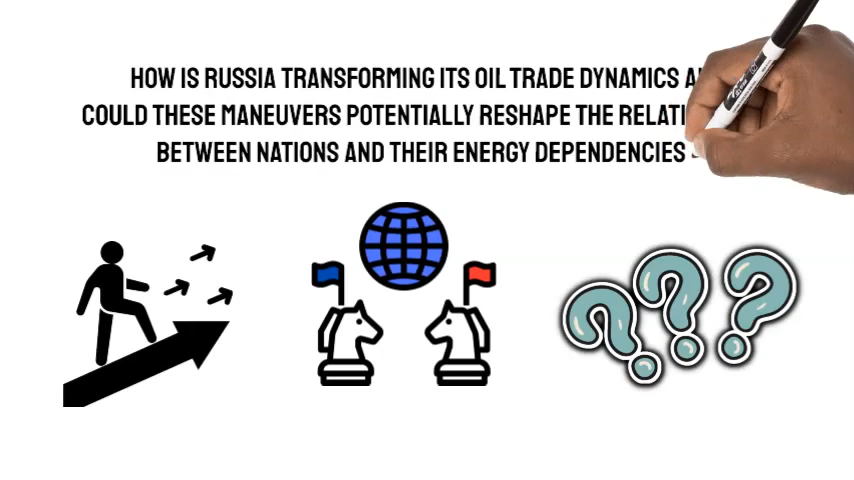 HOW IS RUSSIA TRANSFORMING ITS OIL TRADE DYNAMICS
COULD THESE MANEUVERS POTENTIALLY RESHAPE THE
BETWEEN NATIONS AND THEIR ENERGY DEPENDENCIES